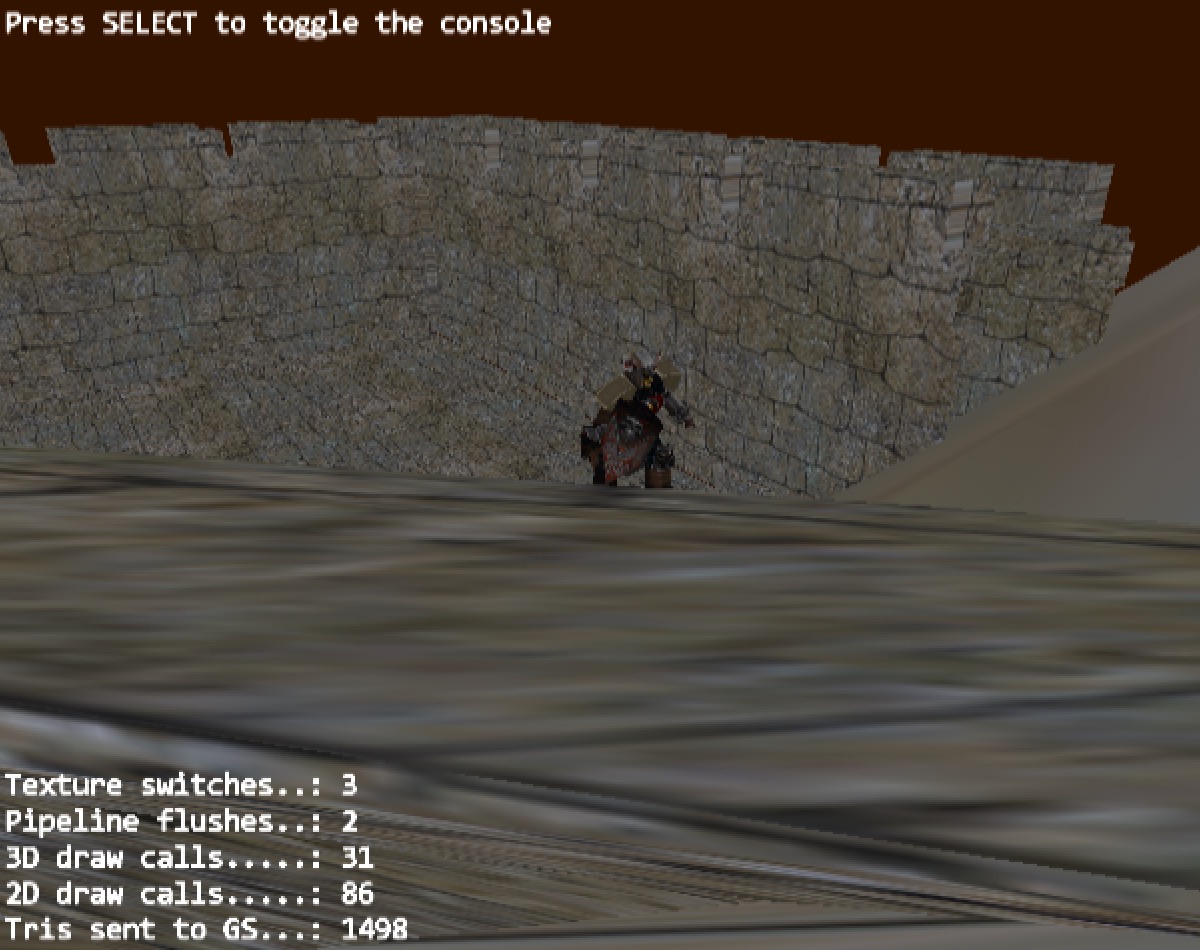 Press SELECT to toggle the console
Texture switches..: 3
Pipeline flushes..: 2
3D draw calls.....: 31
2D draw calls.....: 86
Tris sent to GS...: 1498